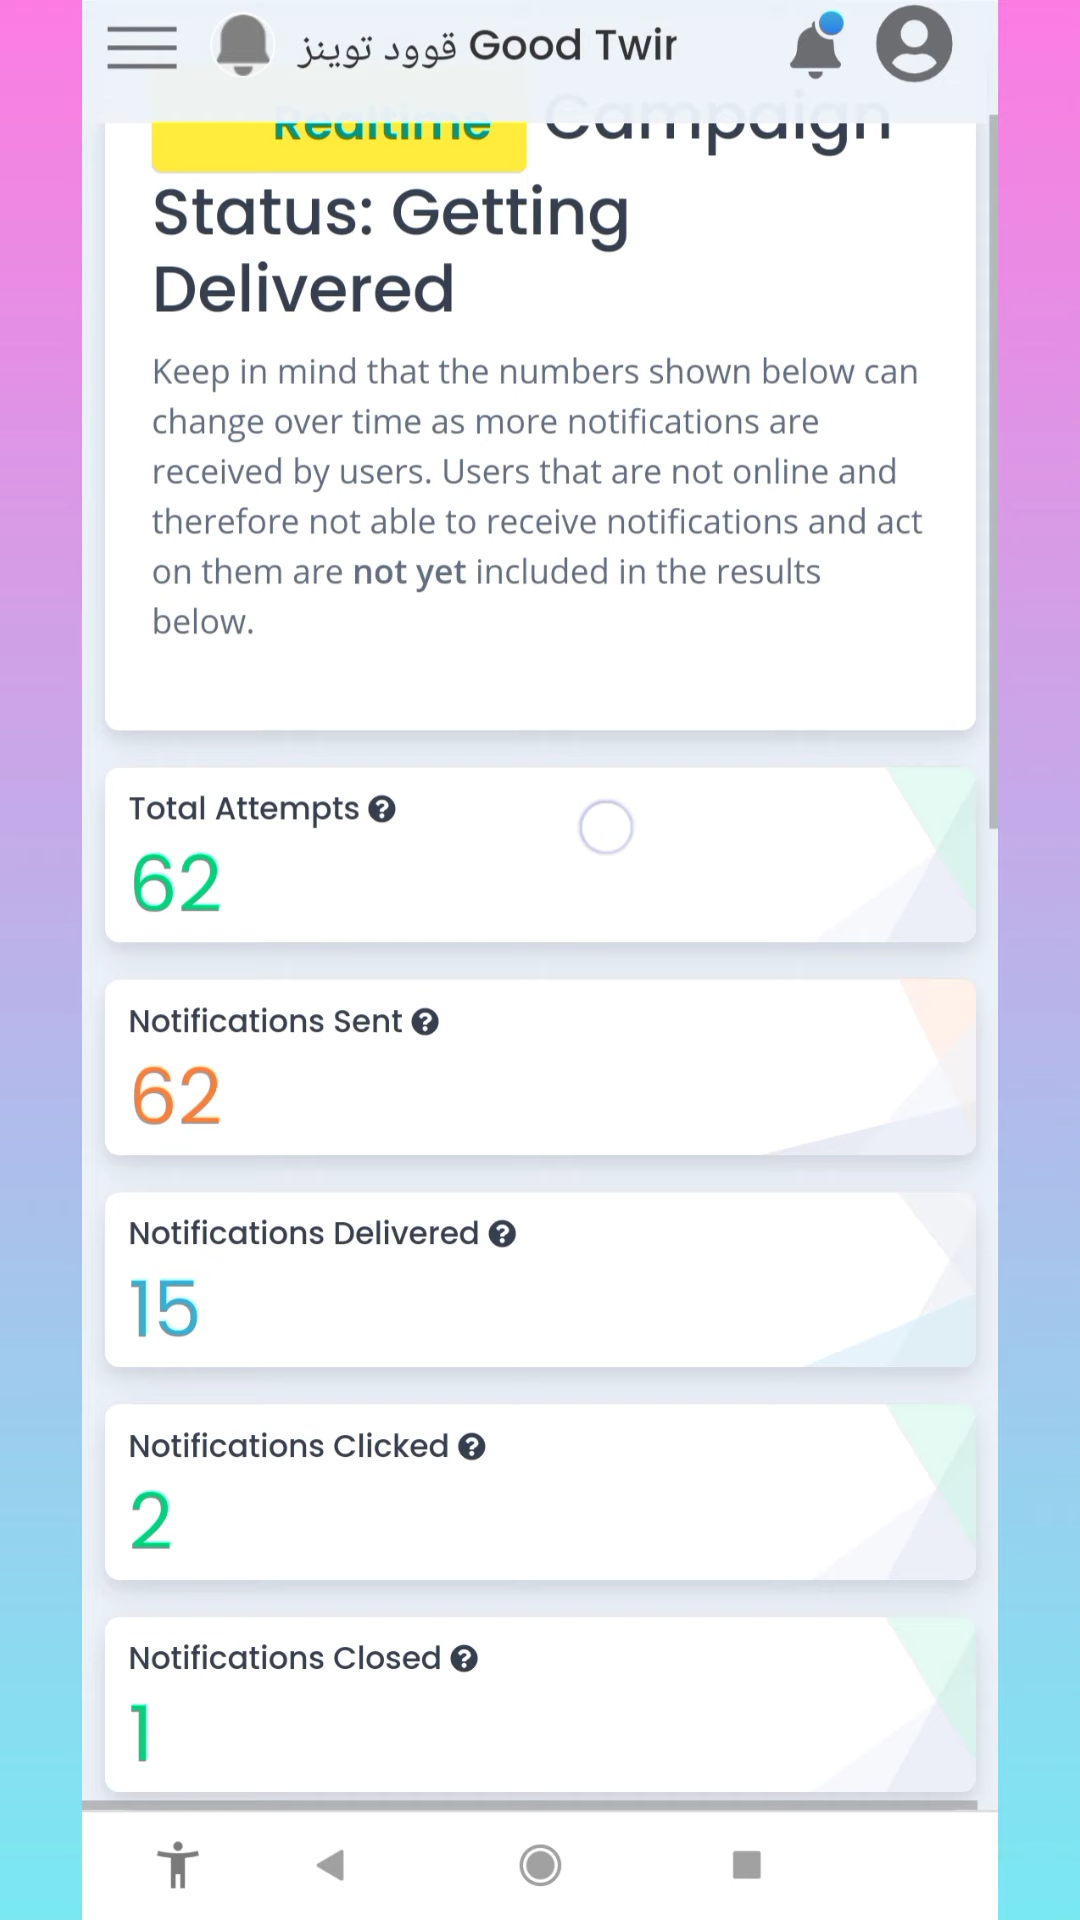 قوود توينز Good Twir
Realtime Campaign
Status: Getting
Delivered
Keep in mind that the numbers shown below can
change over time as more notifications are
received by users. Users that are not online and
therefore not able to receive notifications and act
on them are not yet included in the results
below.
Total Attempts
62
Notifications Sent
62
Notifications Delivered
15
Notifications Clicked
2
Notifications Closed
1